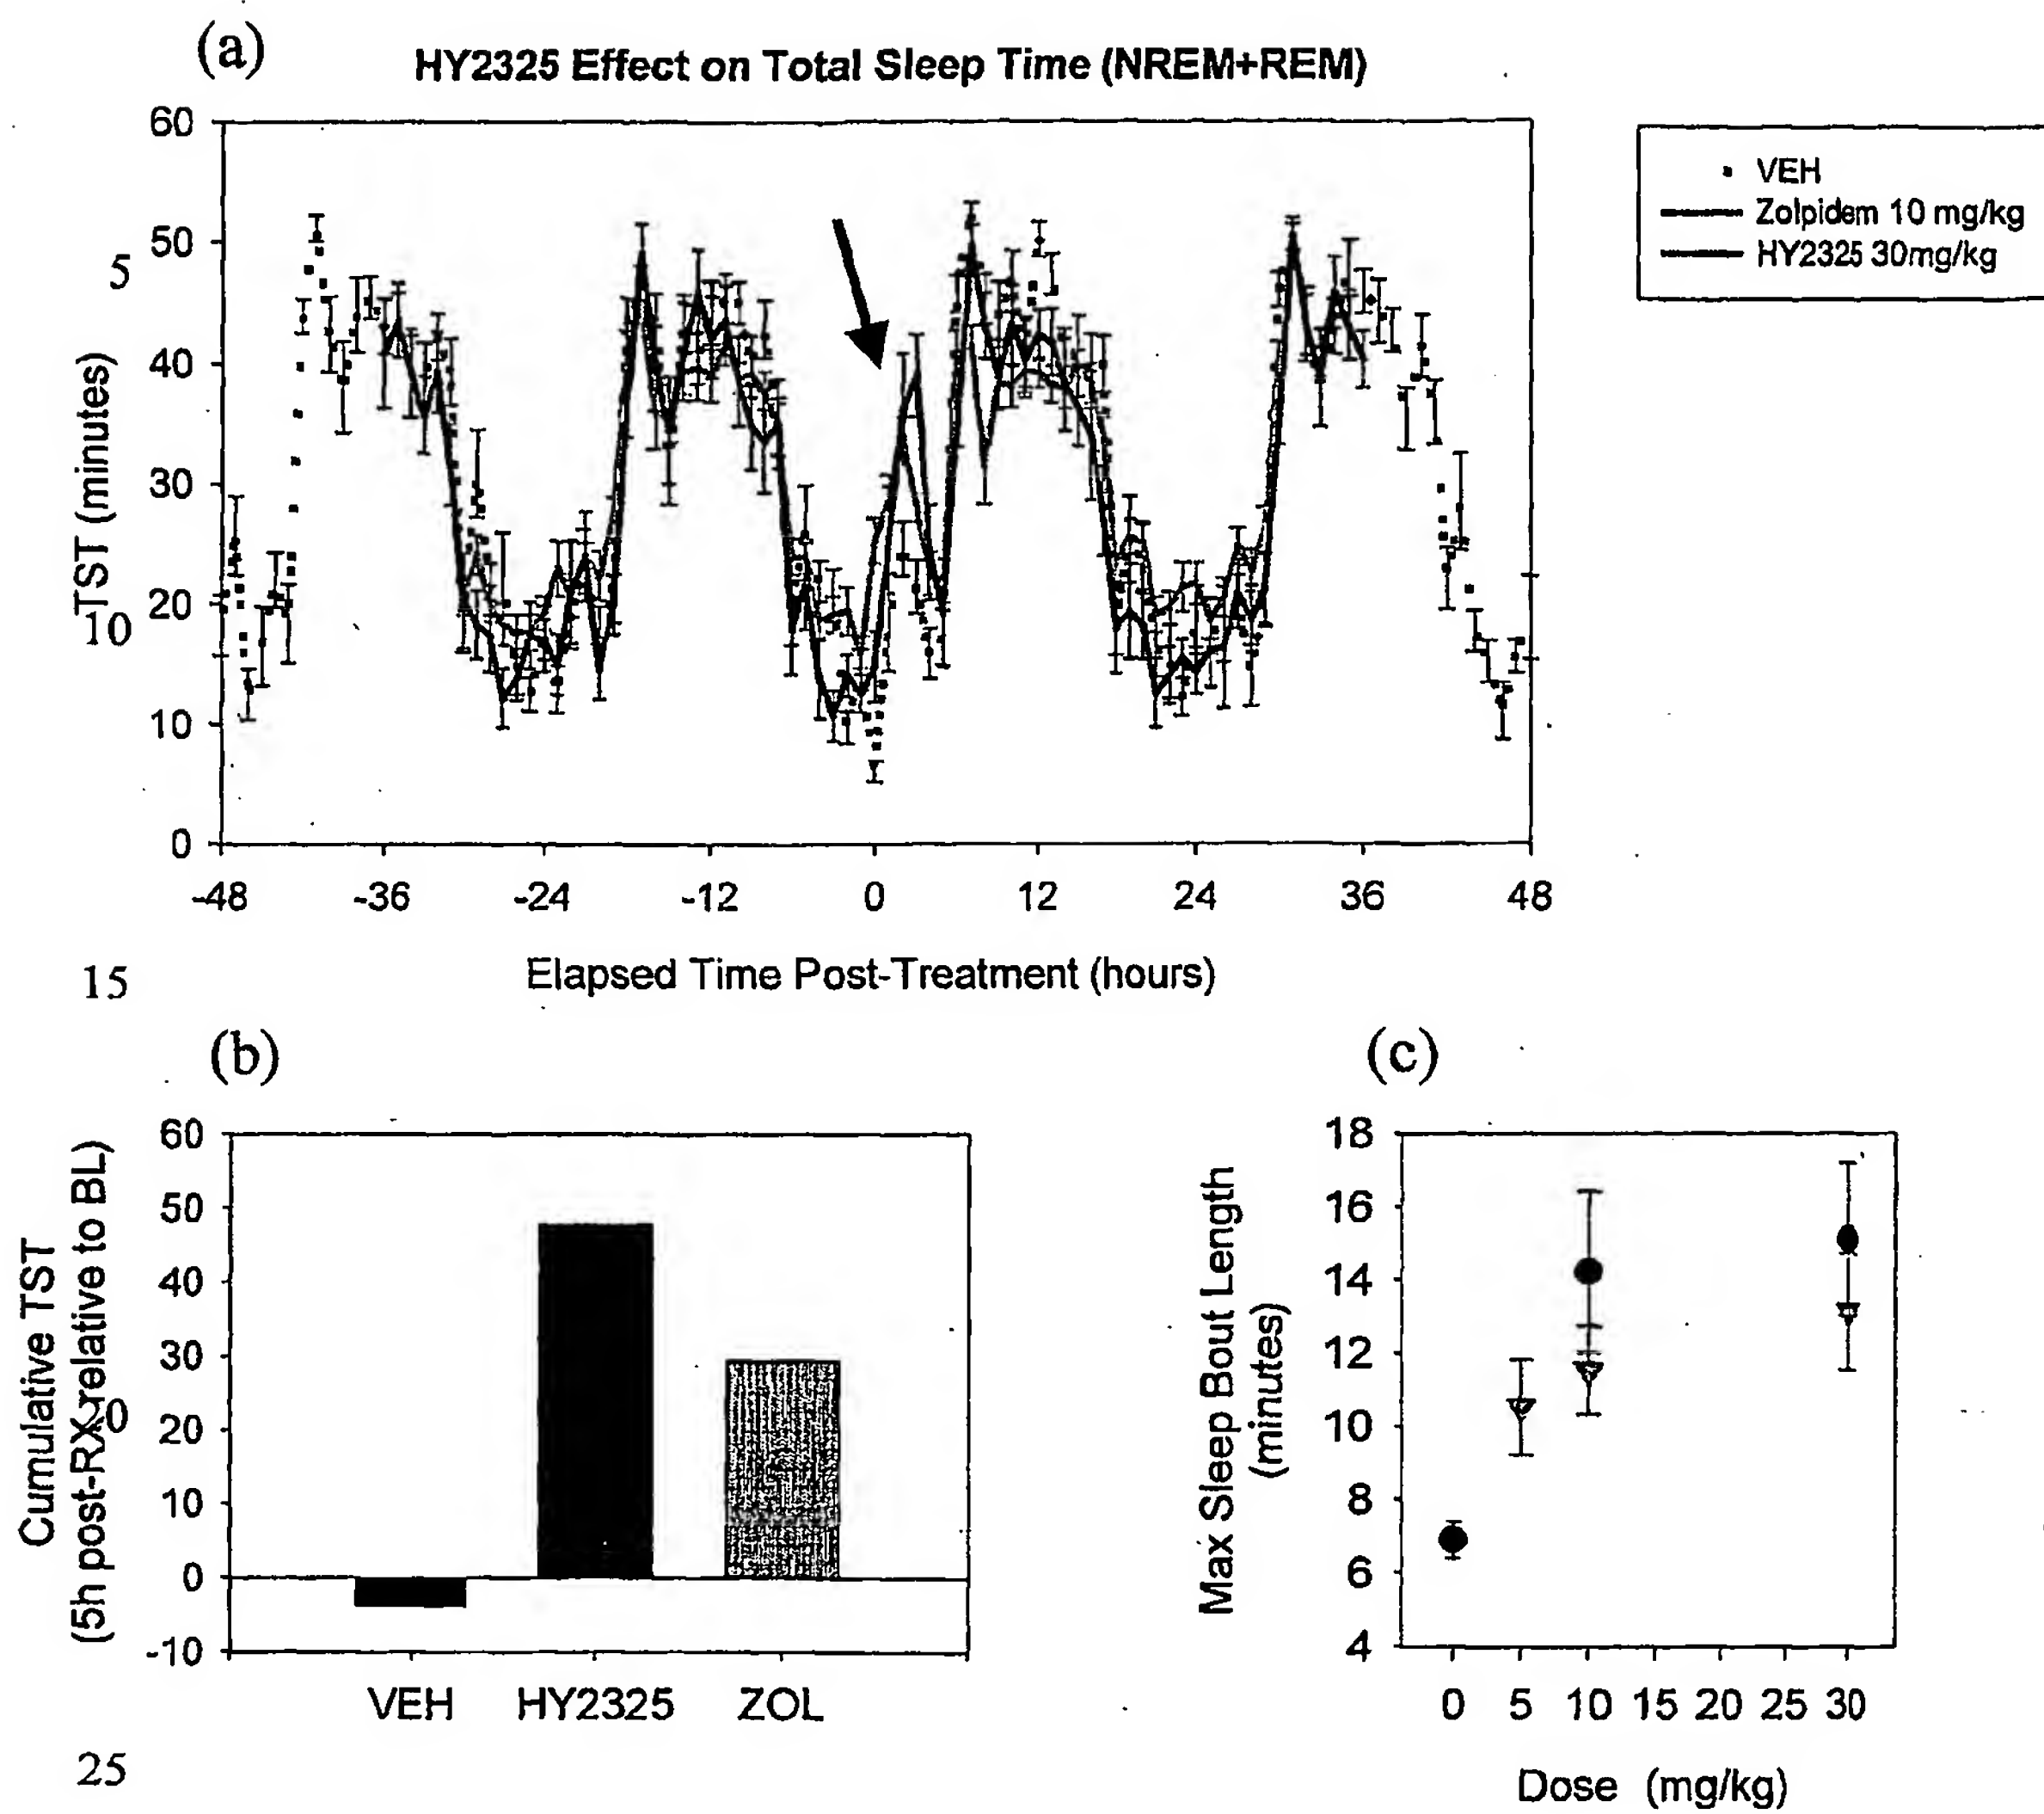 (a)
HY2325 Effect on Total Sleep Time (NREM+REM)
60
50
40
30
20
10
0
TST (minutes)
5
10
-48 -36 -24 -12 0 12 24 36 48
Elapsed Time Post-Treatment (hours)
VEH
Zolpidem 10 mg/kg
HY2325 30mg/kg
15
(b)
60
50
40
30
20
10
0
-10
Cumulative TST
(5h post-RX relative to BL)
20
VEH HY2325 ZOL
25
(c)
18
16
14
12
10
8
6
4
Max Sleep Bout Length
(minutes)
0 5 10 15 20 25 30
Dose (mg/kg)